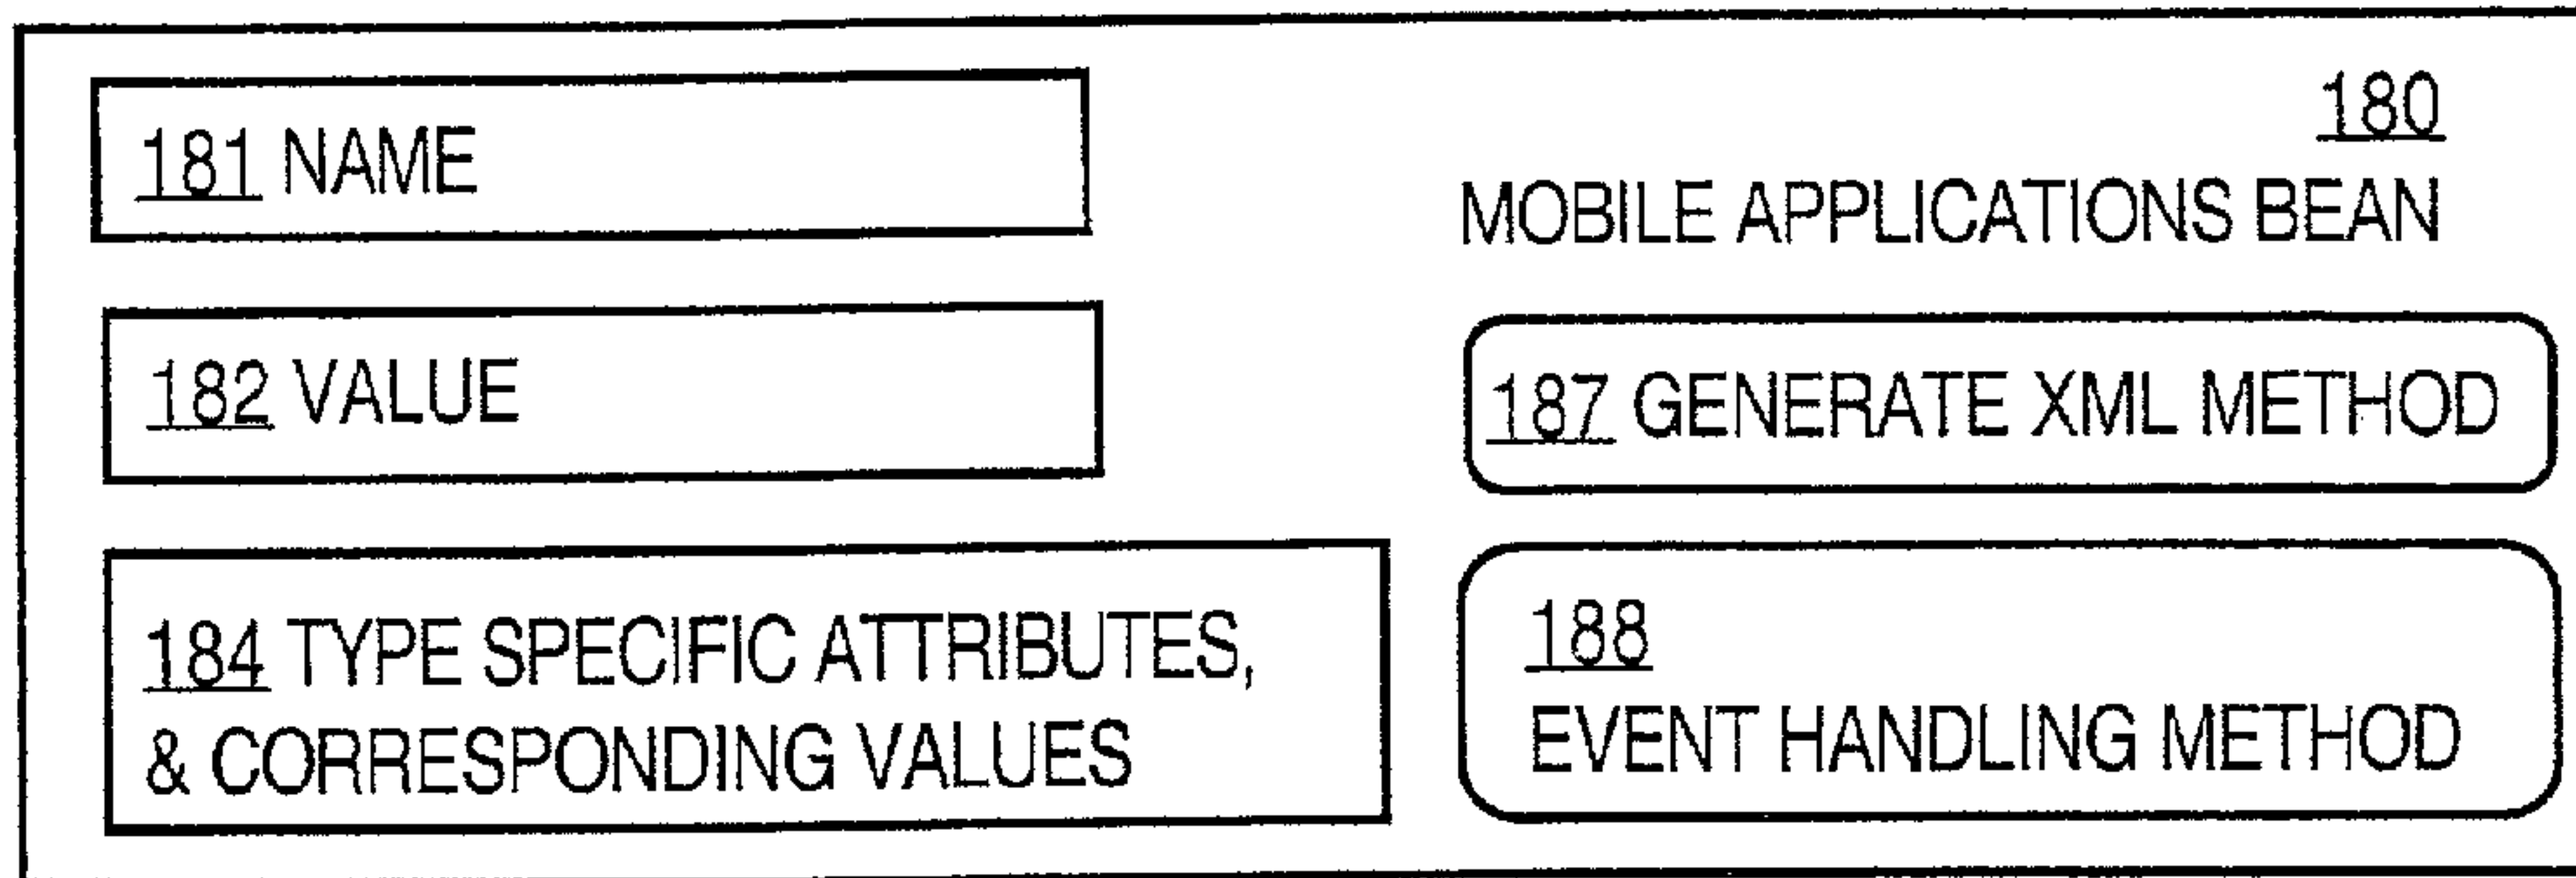 181 NAME
180
MOBILE APPLICATIONS BEAN
182 VALUE
187 GENERATE XML METHOD
184 TYPE SPECIFIC ATTRIBUTES,
& CORRESPONDING VALUES
188
EVENT HANDLING METHOD